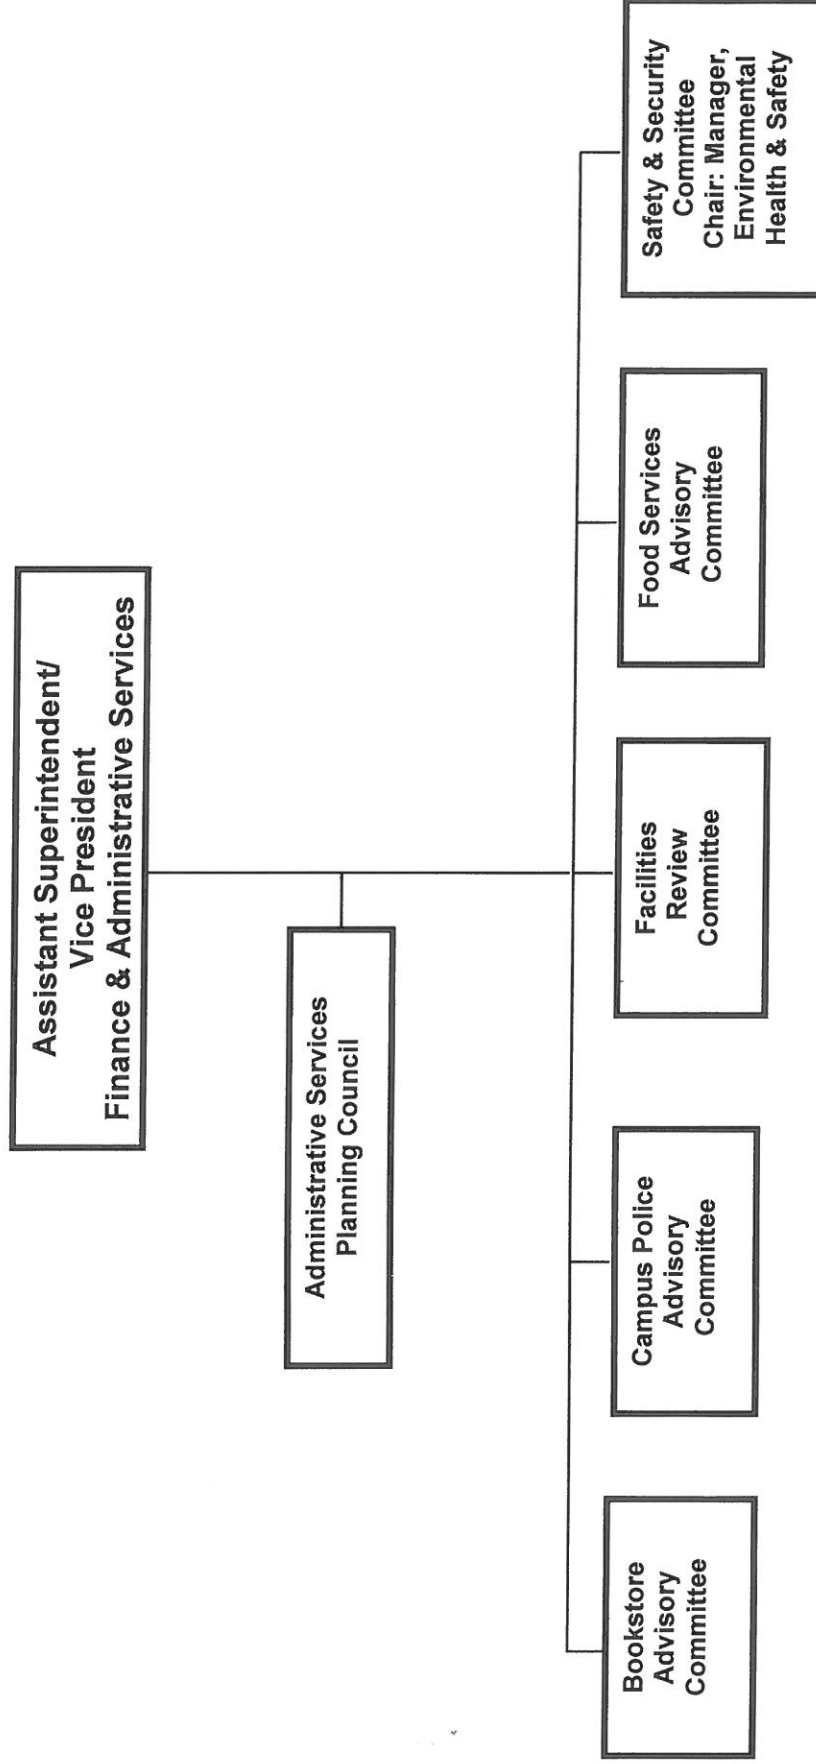 Assistant Superintendent/
Vice President
Finance & Administrative Services
Administrative Services
Planning Council
Bookstore
Advisory
Committee
Campus Police
Advisory
Committee
Facilities
Review
Committee
Food Services
Advisory
Committee
Safety & Security
Committee
Chair: Manager,
Environmental
Health & Safety